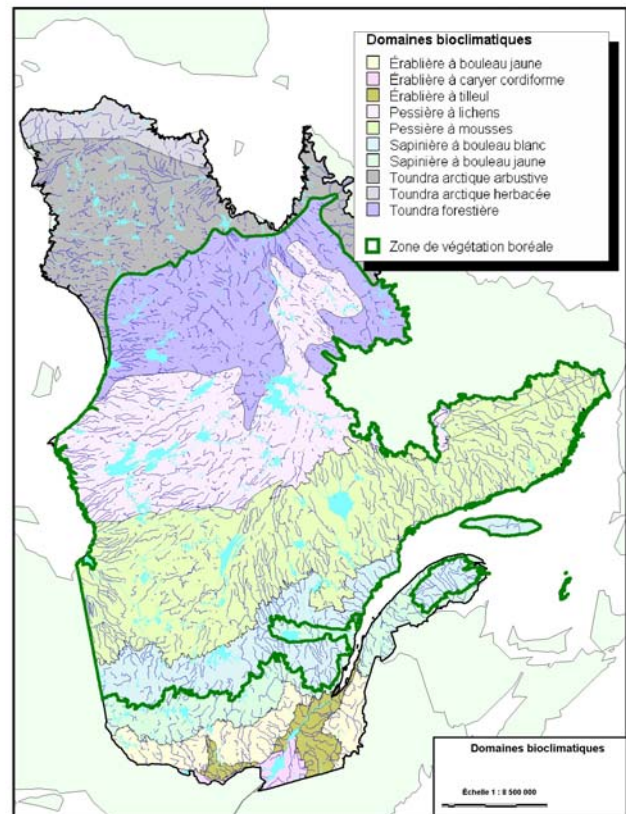 Domaines bioclimatiques
Érablière à bouleau jaune
Érablière à caryer cordiforme
Érablière à tilleul
Pessière à lichens
Pessière à mousses
Sapinière à bouleau blanc
Sapinière à bouleau jaune
Toundra arctique arbustive
Toundra arctique herbacée
Toundra forestière
Zone de végétation boréale
Domaines bioclimatiques
Échelle 1 : 8 500 000